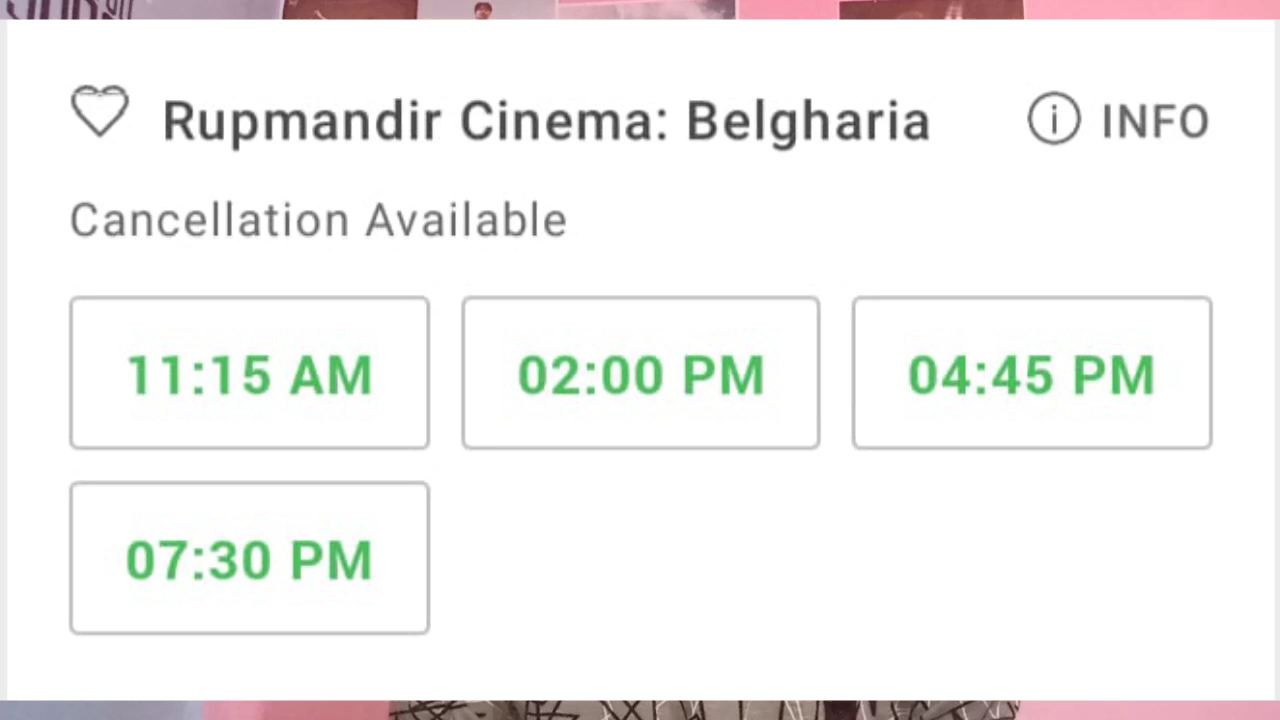 Rupmandir Cinema: Belgharia
INFO
Cancellation Available
11:15 AM 02:00 PM 04:45 PM
07:30 PM